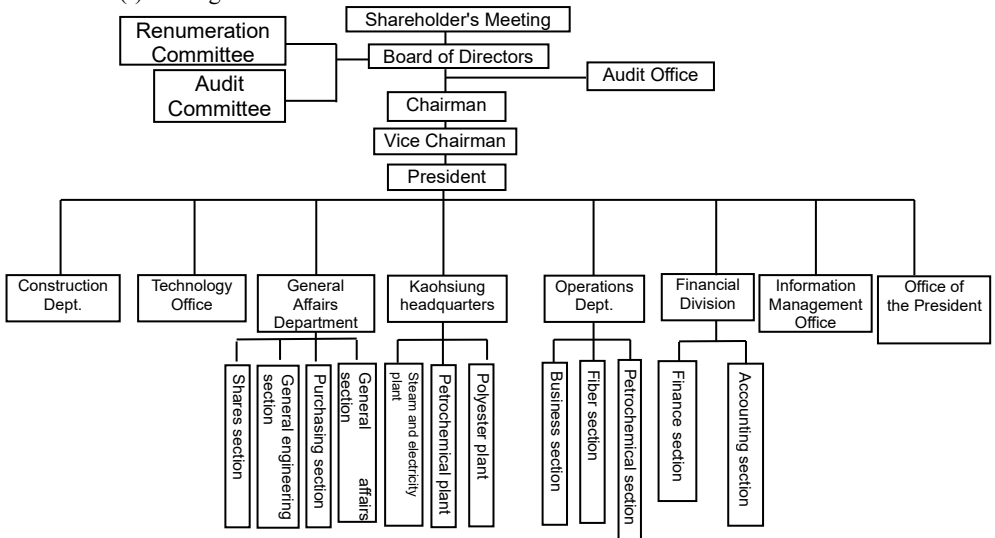 Shareholder's Meeting
Renumeration
Committee
Board of Directors
Audit Office
Audit
Committee
Chairman
Vice Chairman
President
Construction
Dept.
Technology
Office
General
Affairs
Department
Kaohsiung
headquarters
Operations
Dept.
Financial
Division
Information
Management
Office
Office of
the President
Shares section
General engineering
section
Purchasing section
General affairs
section
Steam and electricity
plant
Petrochemical plant
Polyester plant
Business section
Fiber section
Petrochemical section
Finance section
Accounting section